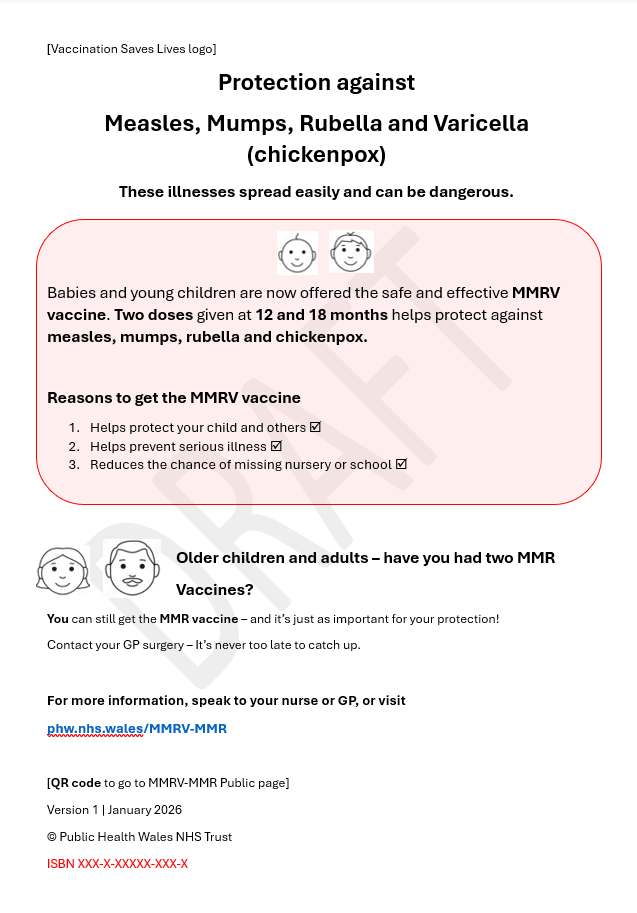 [Vaccination Saves Lives logo]
Protection against
Measles, Mumps, Rubella and Varicella
(chickenpox)
These illnesses spread easily and can be dangerous.
Babies and young children are now offered the safe and effective MMRV
vaccine. Two doses given at 12 and 18 months helps protect against
measles, mumps, rubella and chickenpox.
Reasons to get the MMRV vaccine
1. Helps protect your child and others ☑
2. Helps prevent serious illness ☑
3. Reduces the chance of missing nursery or school ☑
DRAFT
Older children and adults – have you had two MMR
Vaccines?
You can still get the MMR vaccine – and it's just as important for your protection!
Contact your GP surgery – It's never too late to catch up.
For more information, speak to your nurse or GP, or visit
phw.nhs.wales/MMRV-MMR
[QR code to go to MMRV-MMR Public page]
Version 1 | January 2026
© Public Health Wales NHS Trust
ISBN XXX-X-XXXXX-XXX-X